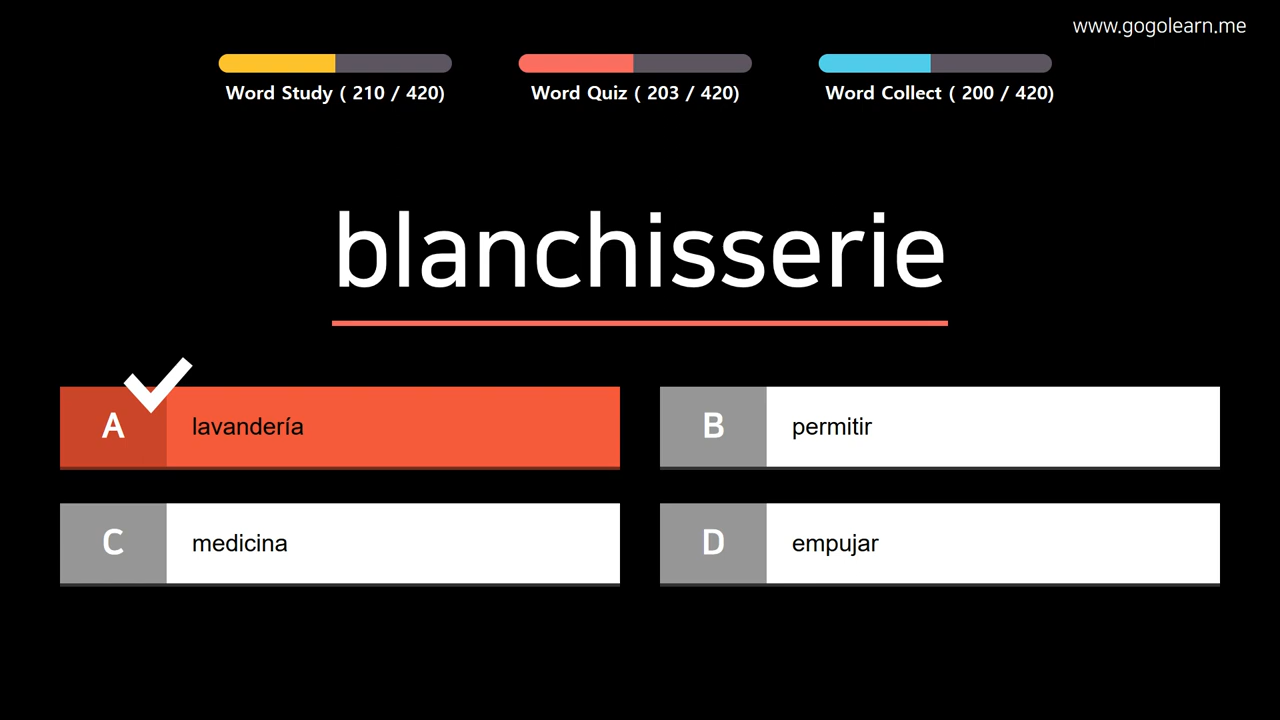 www.gogolearn.me
Word Study ( 210 / 420)
Word Quiz ( 203 / 420)
Word Collect ( 200 / 420)
blanchisserie
A lavandería
B permitir
C medicina
D empujar